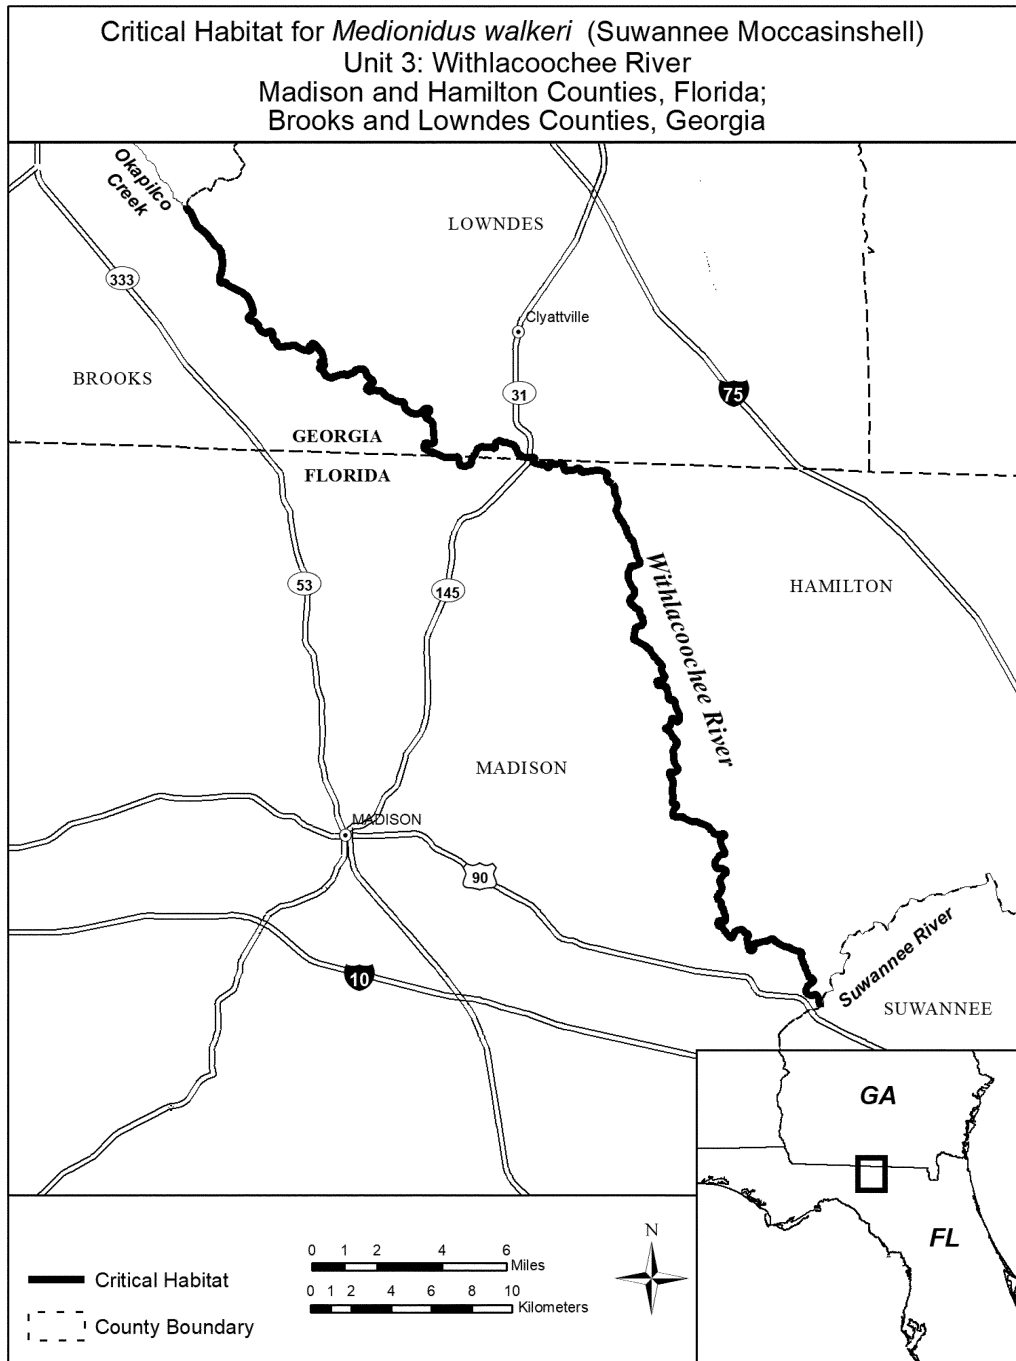 Critical Habitat for Medionidus walkeri (Suwannee Moccasinshell)
Unit 3: Withlacoochee River
Madison and Hamilton Counties, Florida;
Brooks and Lowndes Counties, Georgia
Okapilco
Creek
LOWNDES
333
Clyattville
BROOKS
31
75
GEORGIA
FLORIDA
53
145
Withlacoochee River
HAMILTON
MADISON
MADISON
90
Suwannee River
10
SUWANNEE
GA
FL
Critical Habitat
County Boundary
0 1 2 4 6
Miles
0 1 2 4 6 8 10
Kilometers
N